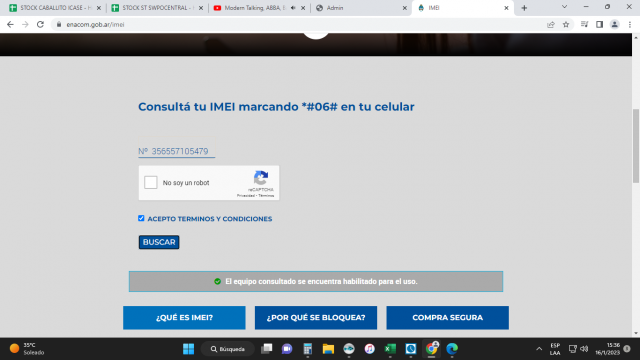 STOCK CABALLITO ICASE - H
STOCK ST SWPOCENTRAL - H
Modern Talking, ABBA, 
Admin
IMEI
enacom.gob.ar/imei
Consultá tu IMEI marcando *#06# en tu celular
Nº 356557105479
No soy un robot
reCAPTCHA
Privacidad - Términos
ACEPTO TERMINOS Y CONDICIONES
BUSCAR
El equipo consultado se encuentra habilitado para el uso.
¿QUÉ ES IMEI?
¿POR QUÉ SE BLOQUEA?
COMPRA SEGURA
35°C
Soleado
Búsqueda
ESP
LAA
15:36
16/1/2023